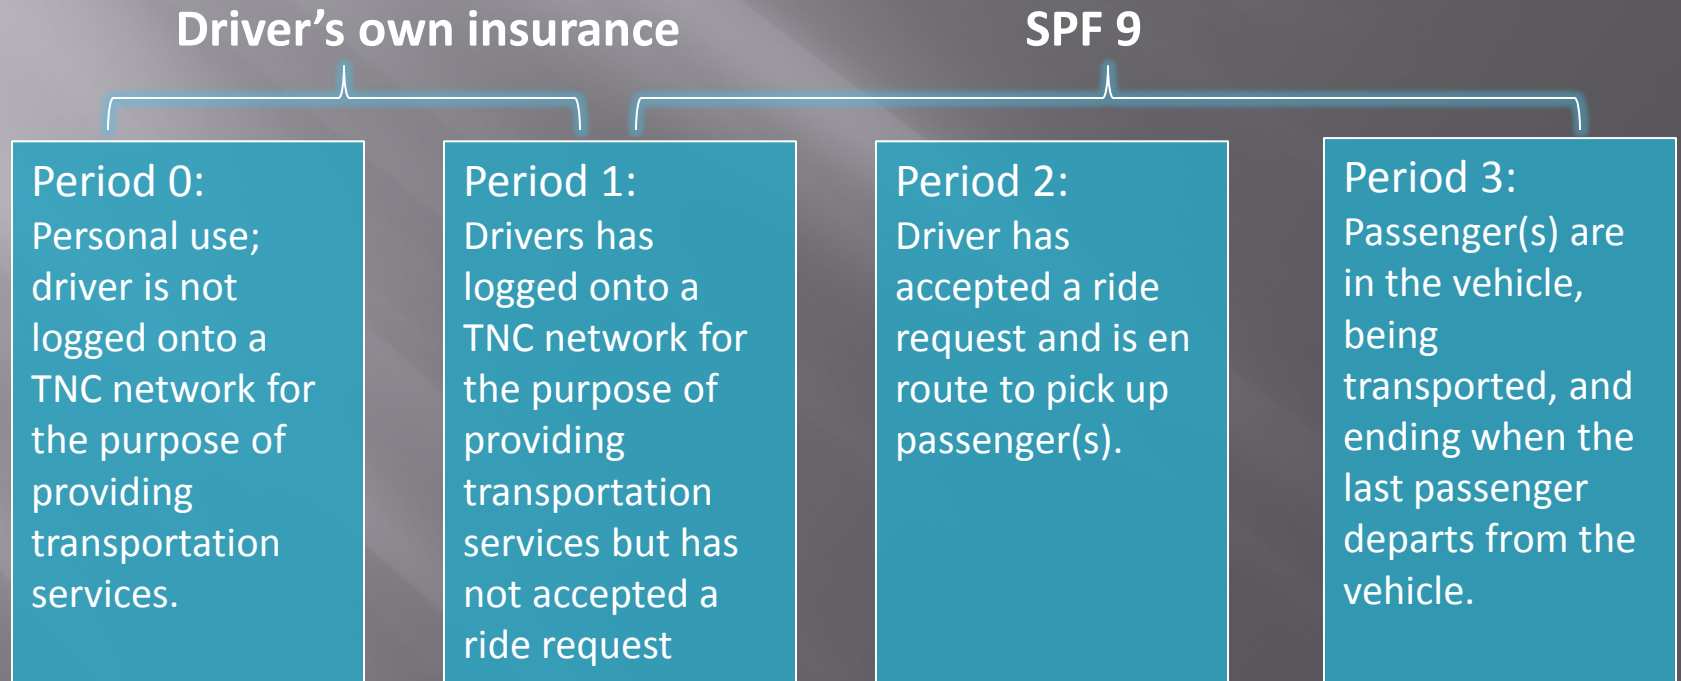 Driver’s own insurance
SPF 9
Period 0:
Personal use;
driver is not
logged onto a
TNC network for
the purpose of
providing
transportation
services.
Period 1:
Drivers has
logged onto a
TNC network for
the purpose of
providing
transportation
services but has
not accepted a
ride request
Period 2:
Driver has
accepted a ride
request and is en
route to pick up
passenger(s).
Period 3:
Passenger(s) are
in the vehicle,
being
transported, and
ending when the
last passenger
departs from the
vehicle.